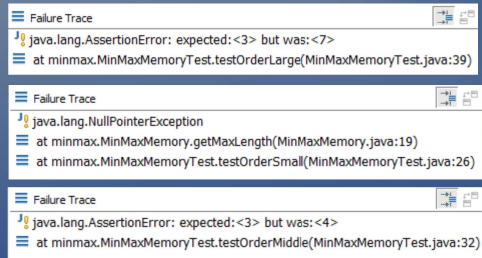 Failure Trace
java.lang.AssertionError: expected:<3> but was:<7>
at minmax.MinMaxMemoryTest.testOrderLarge(MinMaxMemoryTest.java:39)
Failure Trace
java.lang.NullPointerException
at minmax.MinMaxMemory.getMaxLength(MinMaxMemory.java:19)
at minmax.MinMaxMemoryTest.testOrderSmall(MinMaxMemoryTest.java:26)
Failure Trace
java.lang.AssertionError: expected:<3> but was:<4>
at minmax.MinMaxMemoryTest.testOrderMiddle(MinMaxMemoryTest.java:32)